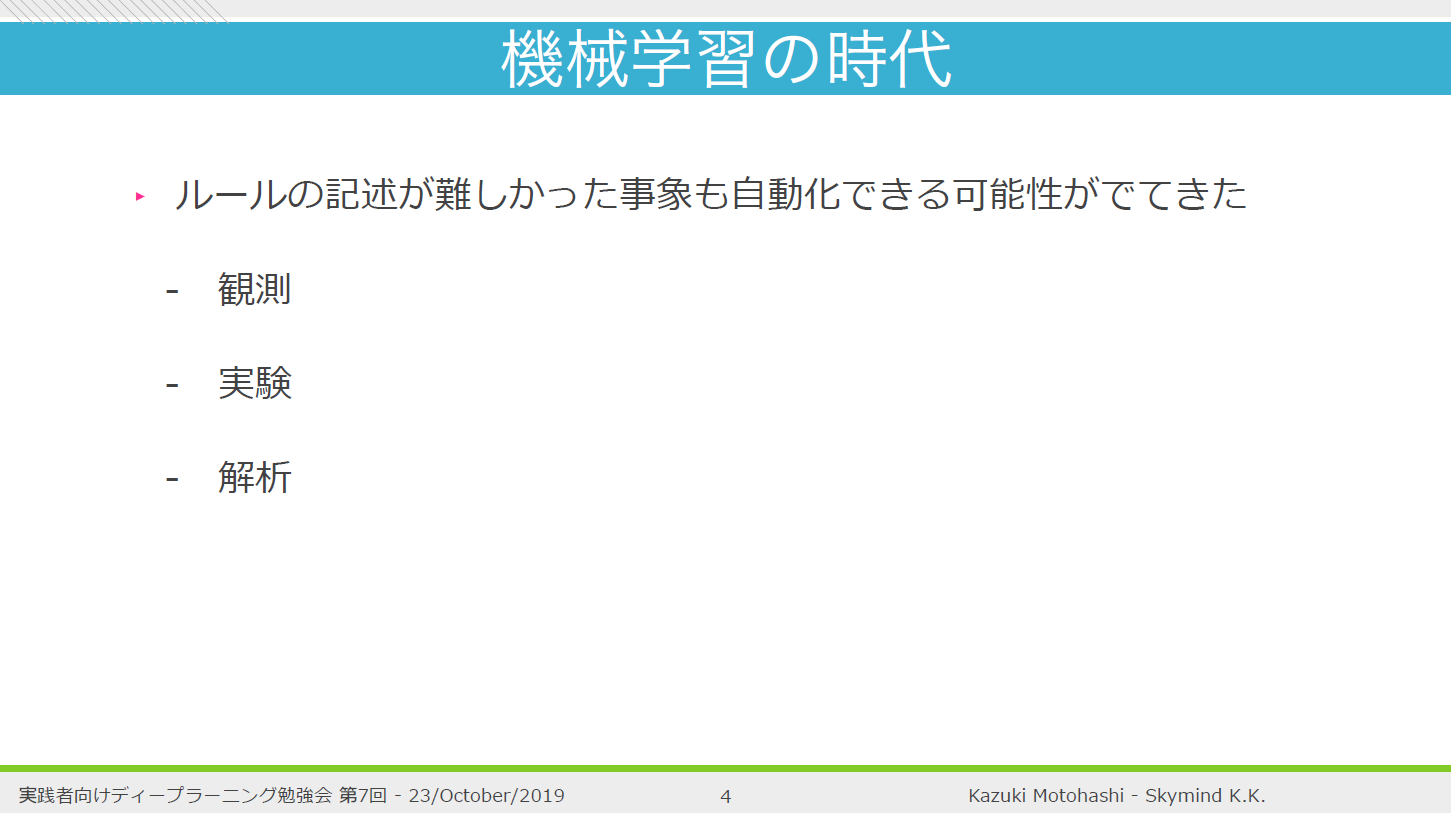 機械学習の時代
▸ ルールの記述が難しかった事象も自動化できる可能性がでてきた
- 観測
- 実験
- 解析
実践者向けディープラーニング勉強会 第7回 - 23/October/2019
4
Kazuki Motohashi - Skymind K.K.